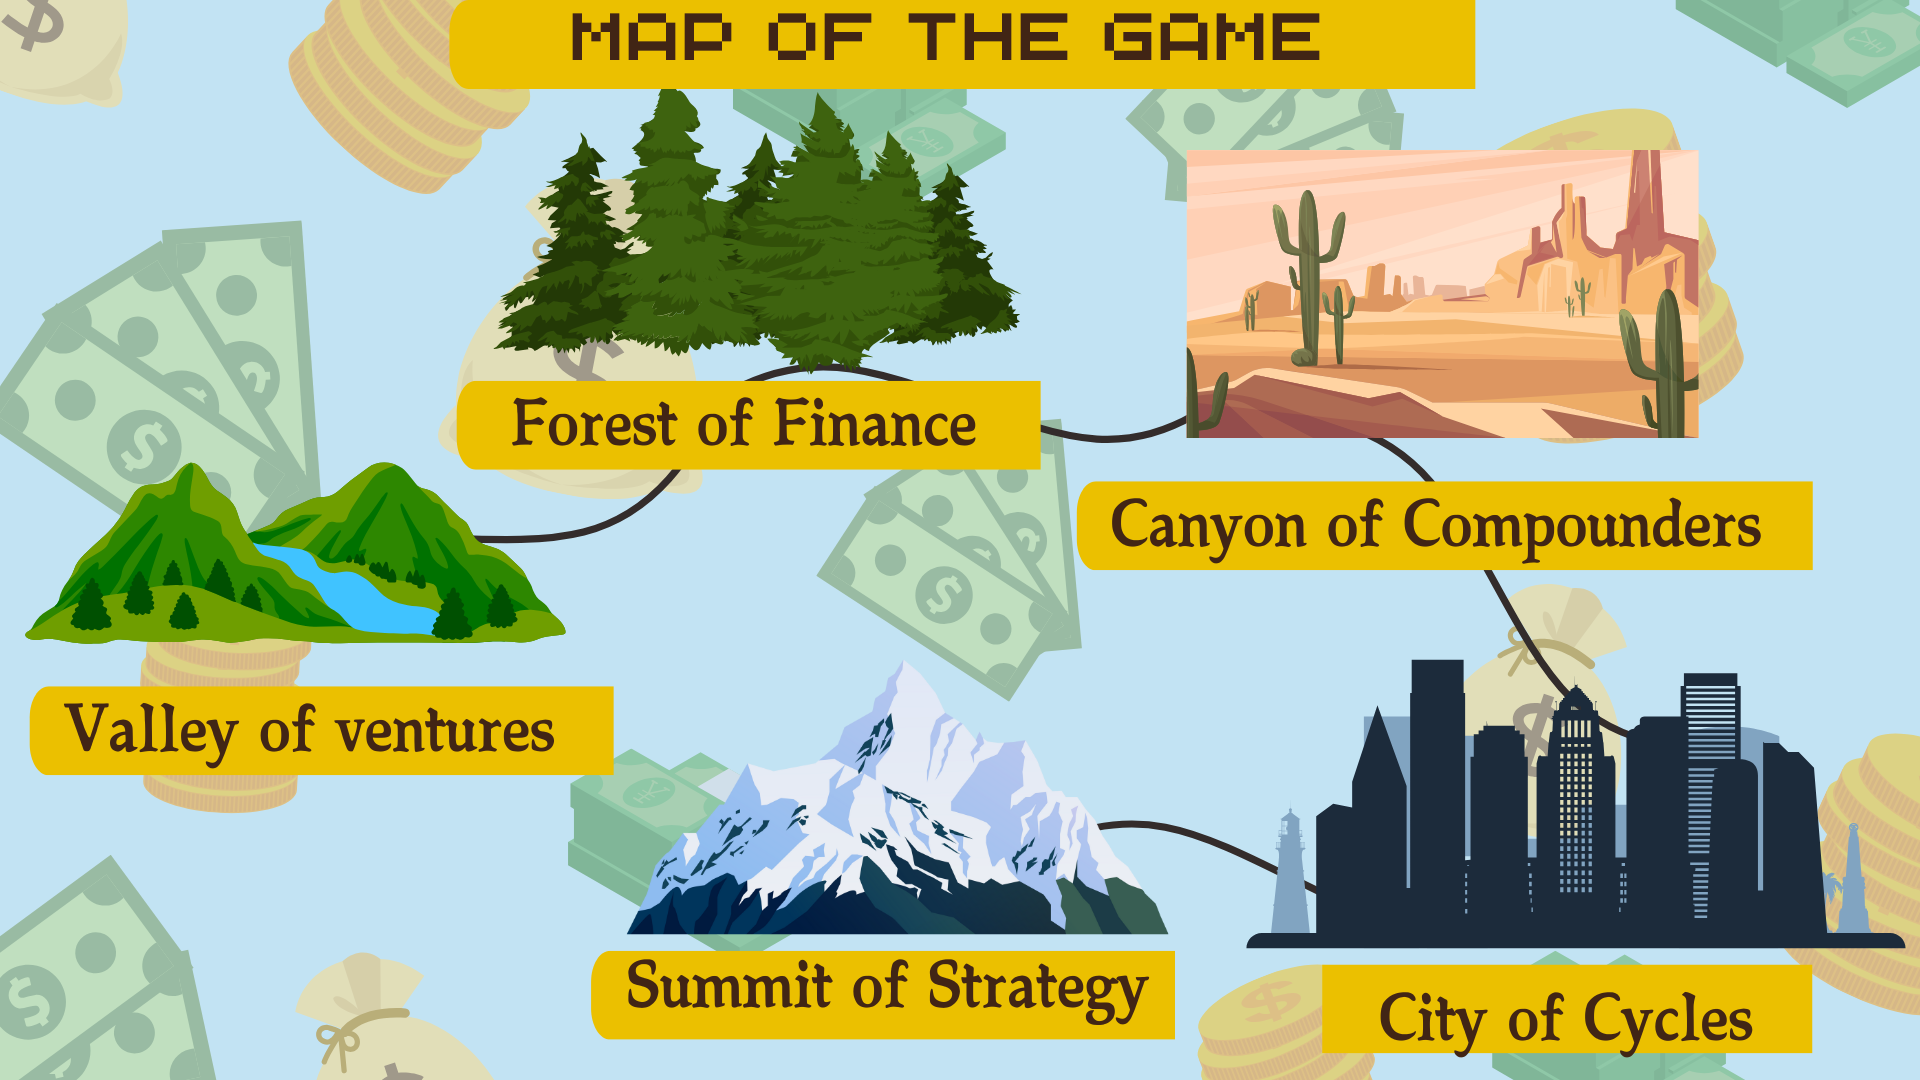 MAP OF THE GAME
Forest of Finance
Canyon of Compounders
Valley of ventures
Summit of Strategy
City of Cycles